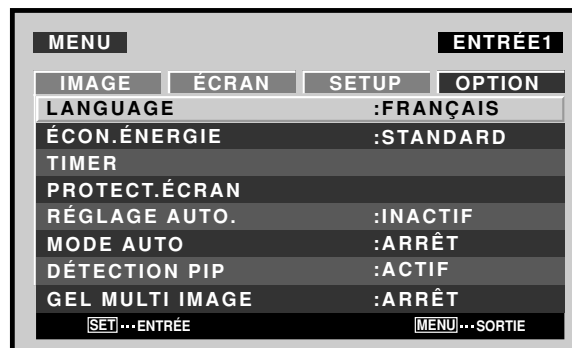 MENU ENTRÉE1
IMAGE ÉCRAN SETUP OPTION
LANGUAGE :FRANÇAIS
ÉCON.ÉNERGIE :STANDARD
TIMER
PROTECT.ÉCRAN
RÉGLAGE AUTO. :INACTIF
MODE AUTO :ARRÊT
DÉTECTION PIP :ACTIF
GEL MULTI IMAGE :ARRÊT
SET···ENTRÉE MENU···SORTIE